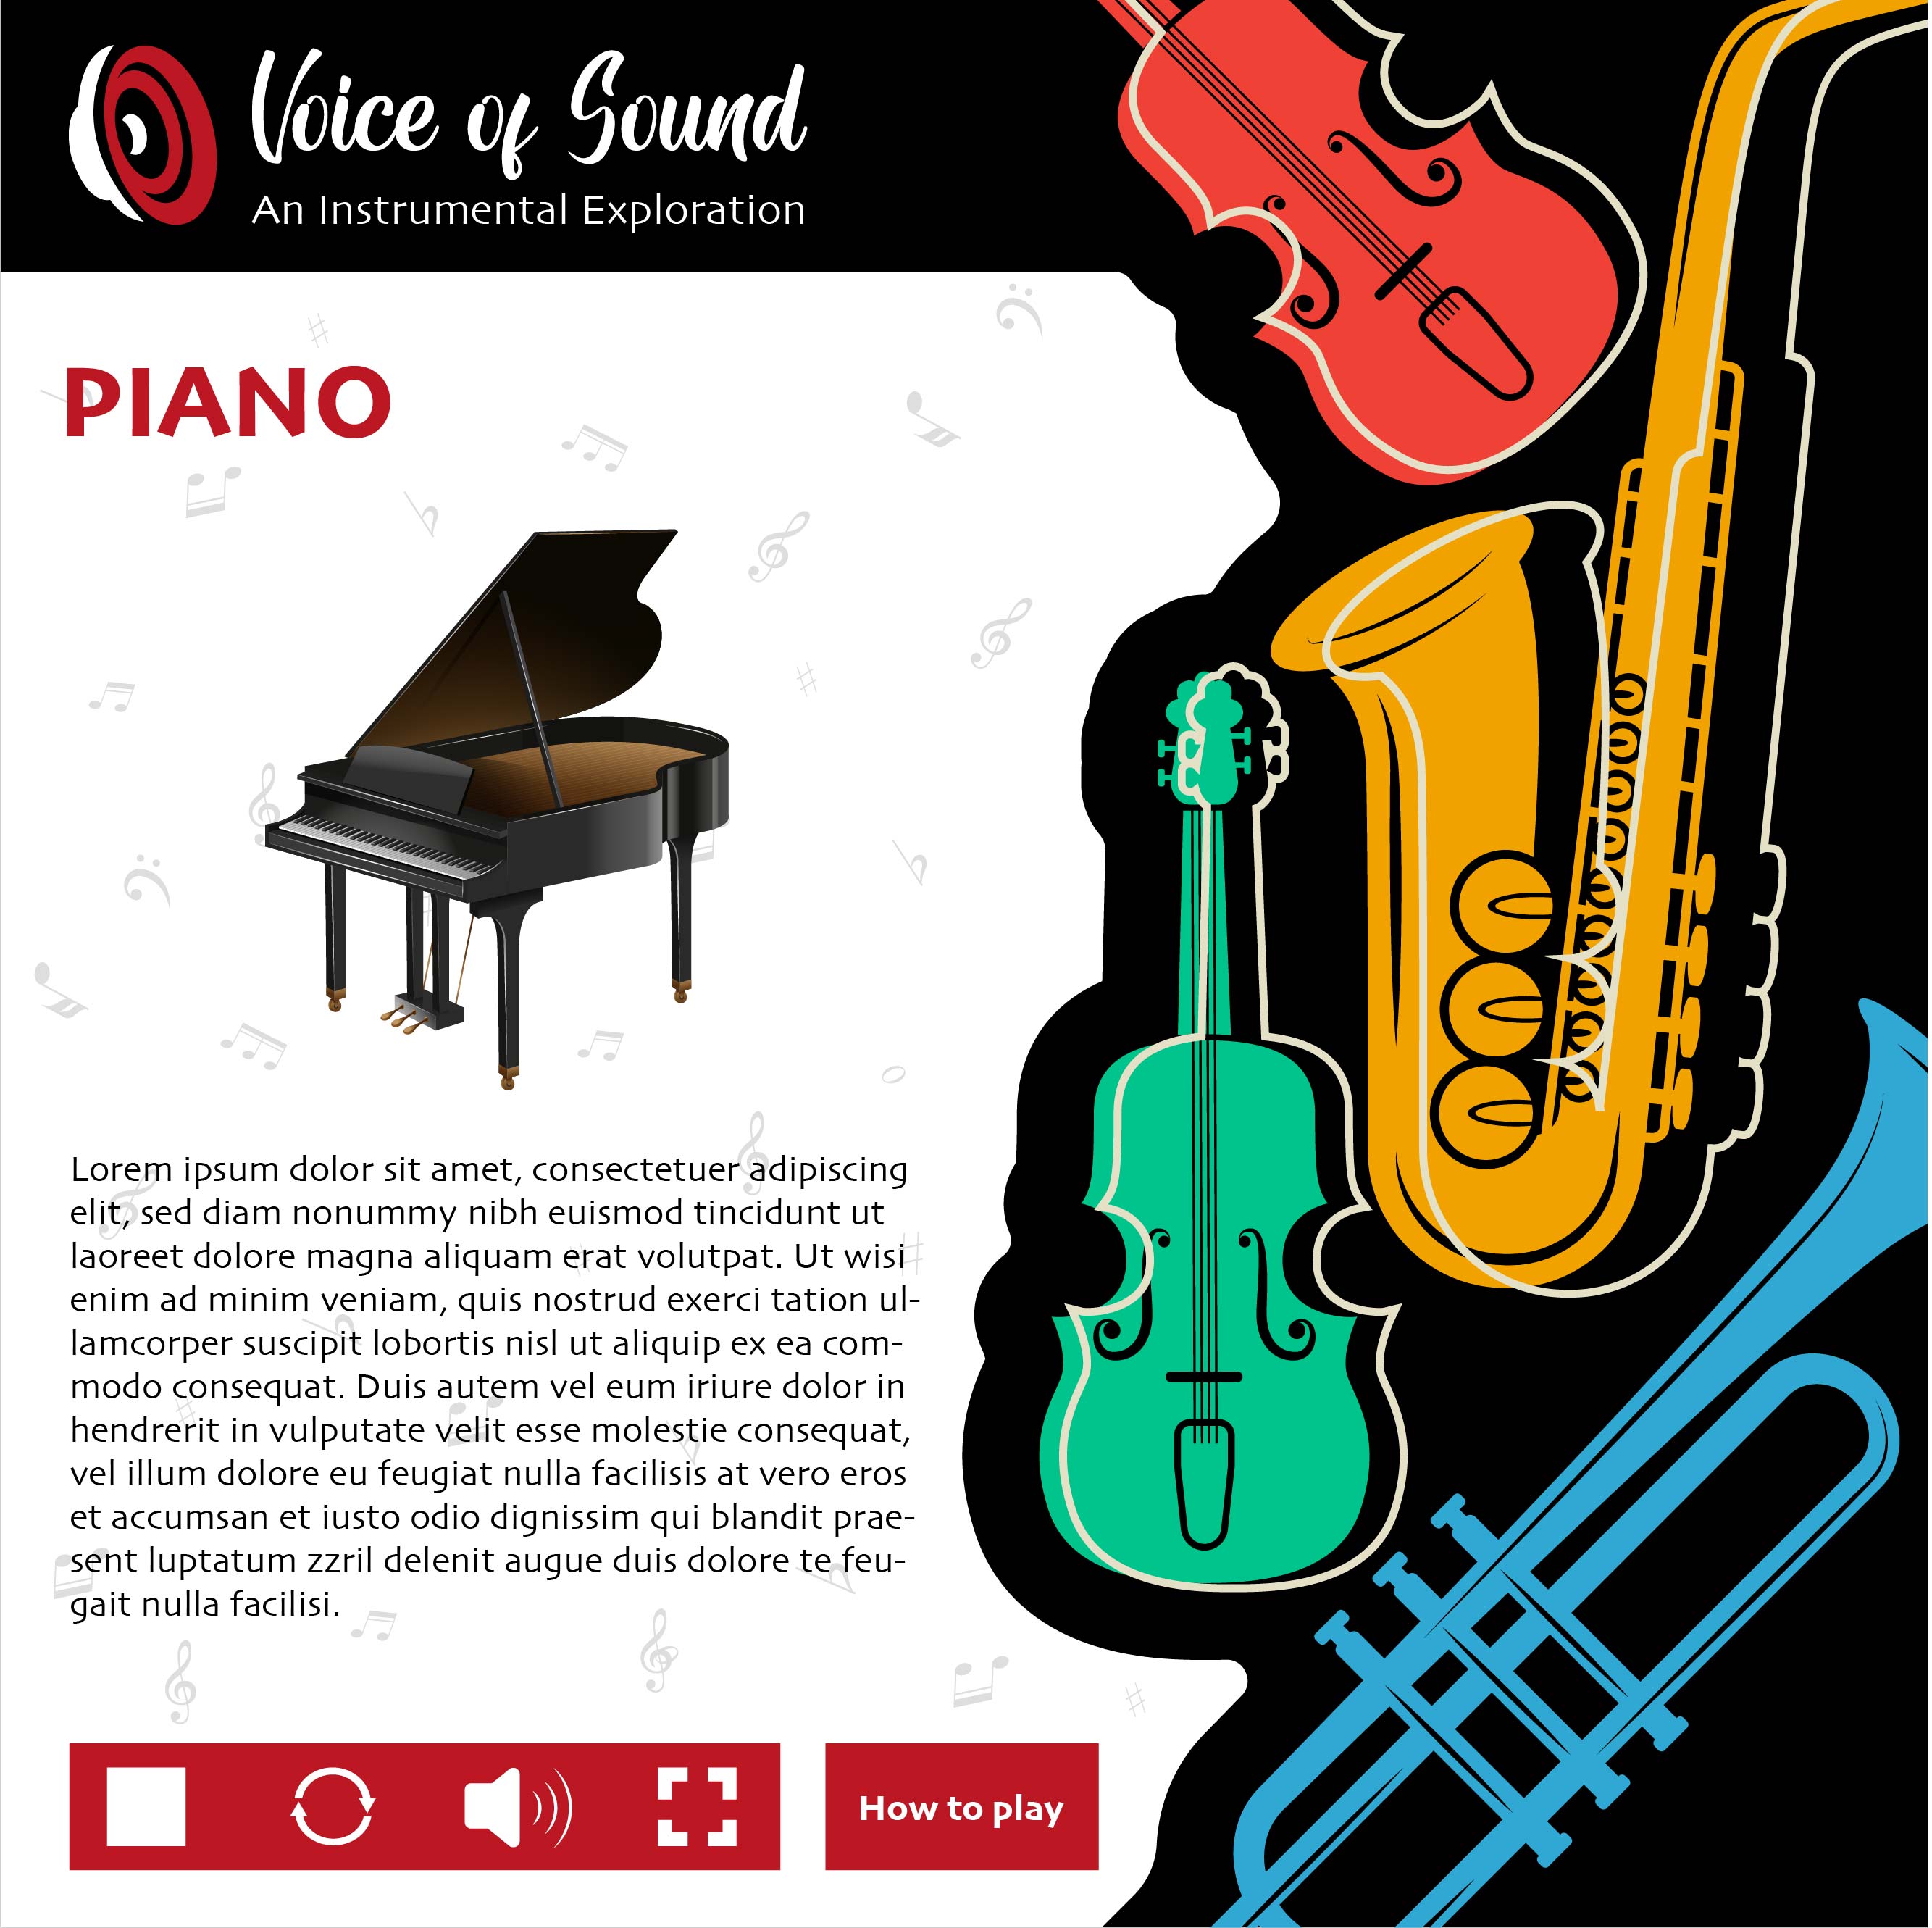 Voice of Sound
An Instrumental Exploration
PIANO
Lorem ipsum dolor sit amet, consectetuer adipiscing
elit, sed diam nonummy nibh euismod tincidunt ut
laoreet dolore magna aliquam erat volutpat. Ut wisi
enim ad minim veniam, quis nostrud exerci tation ul-
lamcorper suscipit lobortis nisl ut aliquip ex ea com-
modo consequat. Duis autem vel eum iriure dolor in
hendrerit in vulputate velit esse molestie consequat,
vel illum dolore eu feugiat nulla facilisis at vero eros
et accumsan et iusto odio dignissim qui blandit prae-
sent luptatum zzril delenit augue duis dolore te feu-
gait nulla facilisi.
How to play